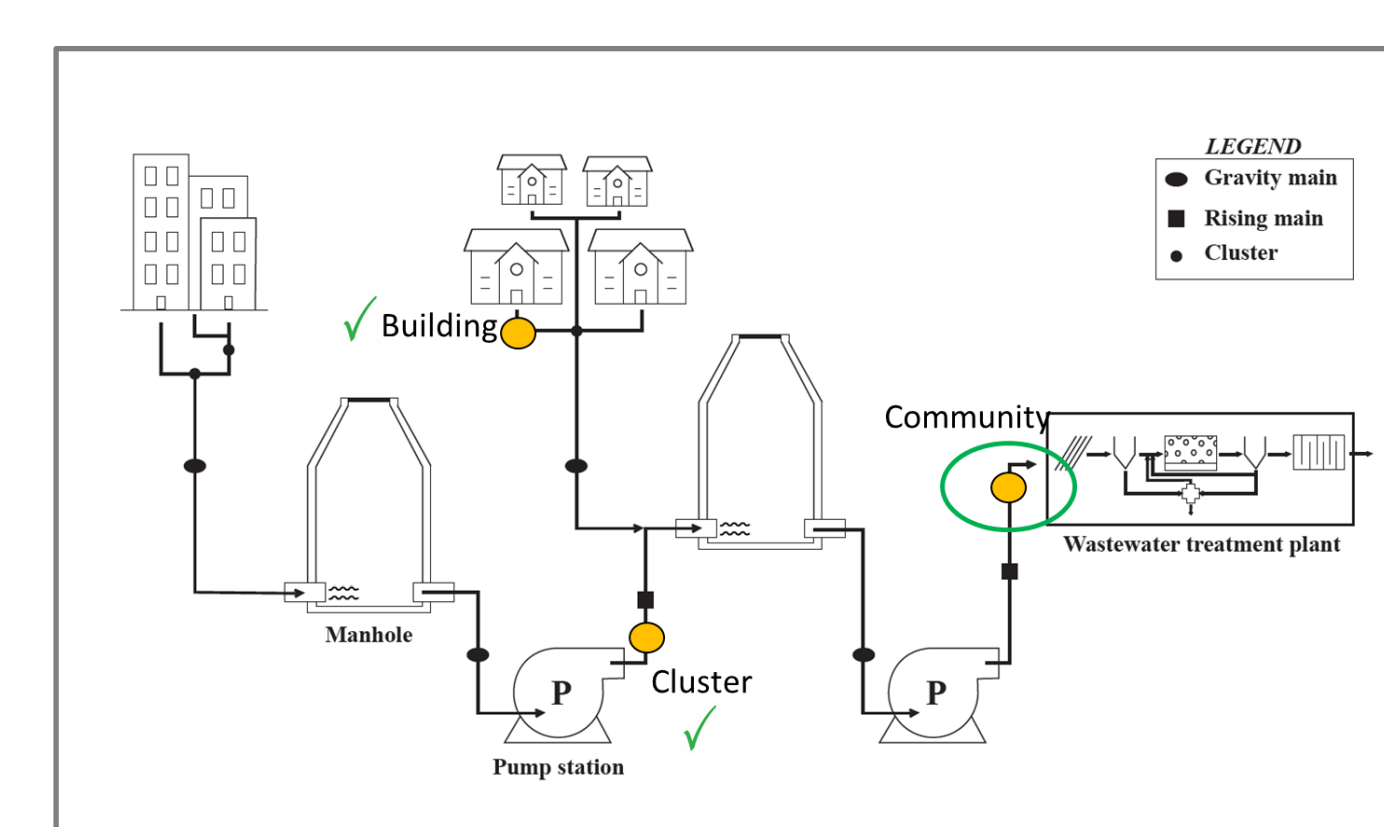 LEGEND
Gravity main
Rising main
Cluster
Building
Community
Wastewater treatment plant
Manhole
P
Cluster
P
Pump station